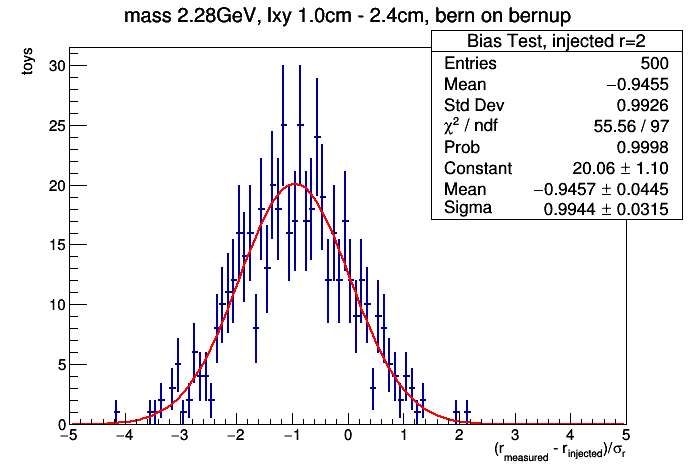 mass 2.28GeV, lxy 1.0cm - 2.4cm, bern on bernup
Bias Test, injected r=2
Entries 500
Mean −0.9455
Std Dev 0.9926
χ² / ndf 55.56 / 97
Prob 0.9998
Constant 20.06 ± 1.10
Mean −0.9457 ± 0.0445
Sigma 0.9944 ± 0.0315
toys
30
25
20
15
10
5
0
−5 −4 −3 −2 −1 0 1 2 3 4 5
(r_measured - r_injected)/σ_r